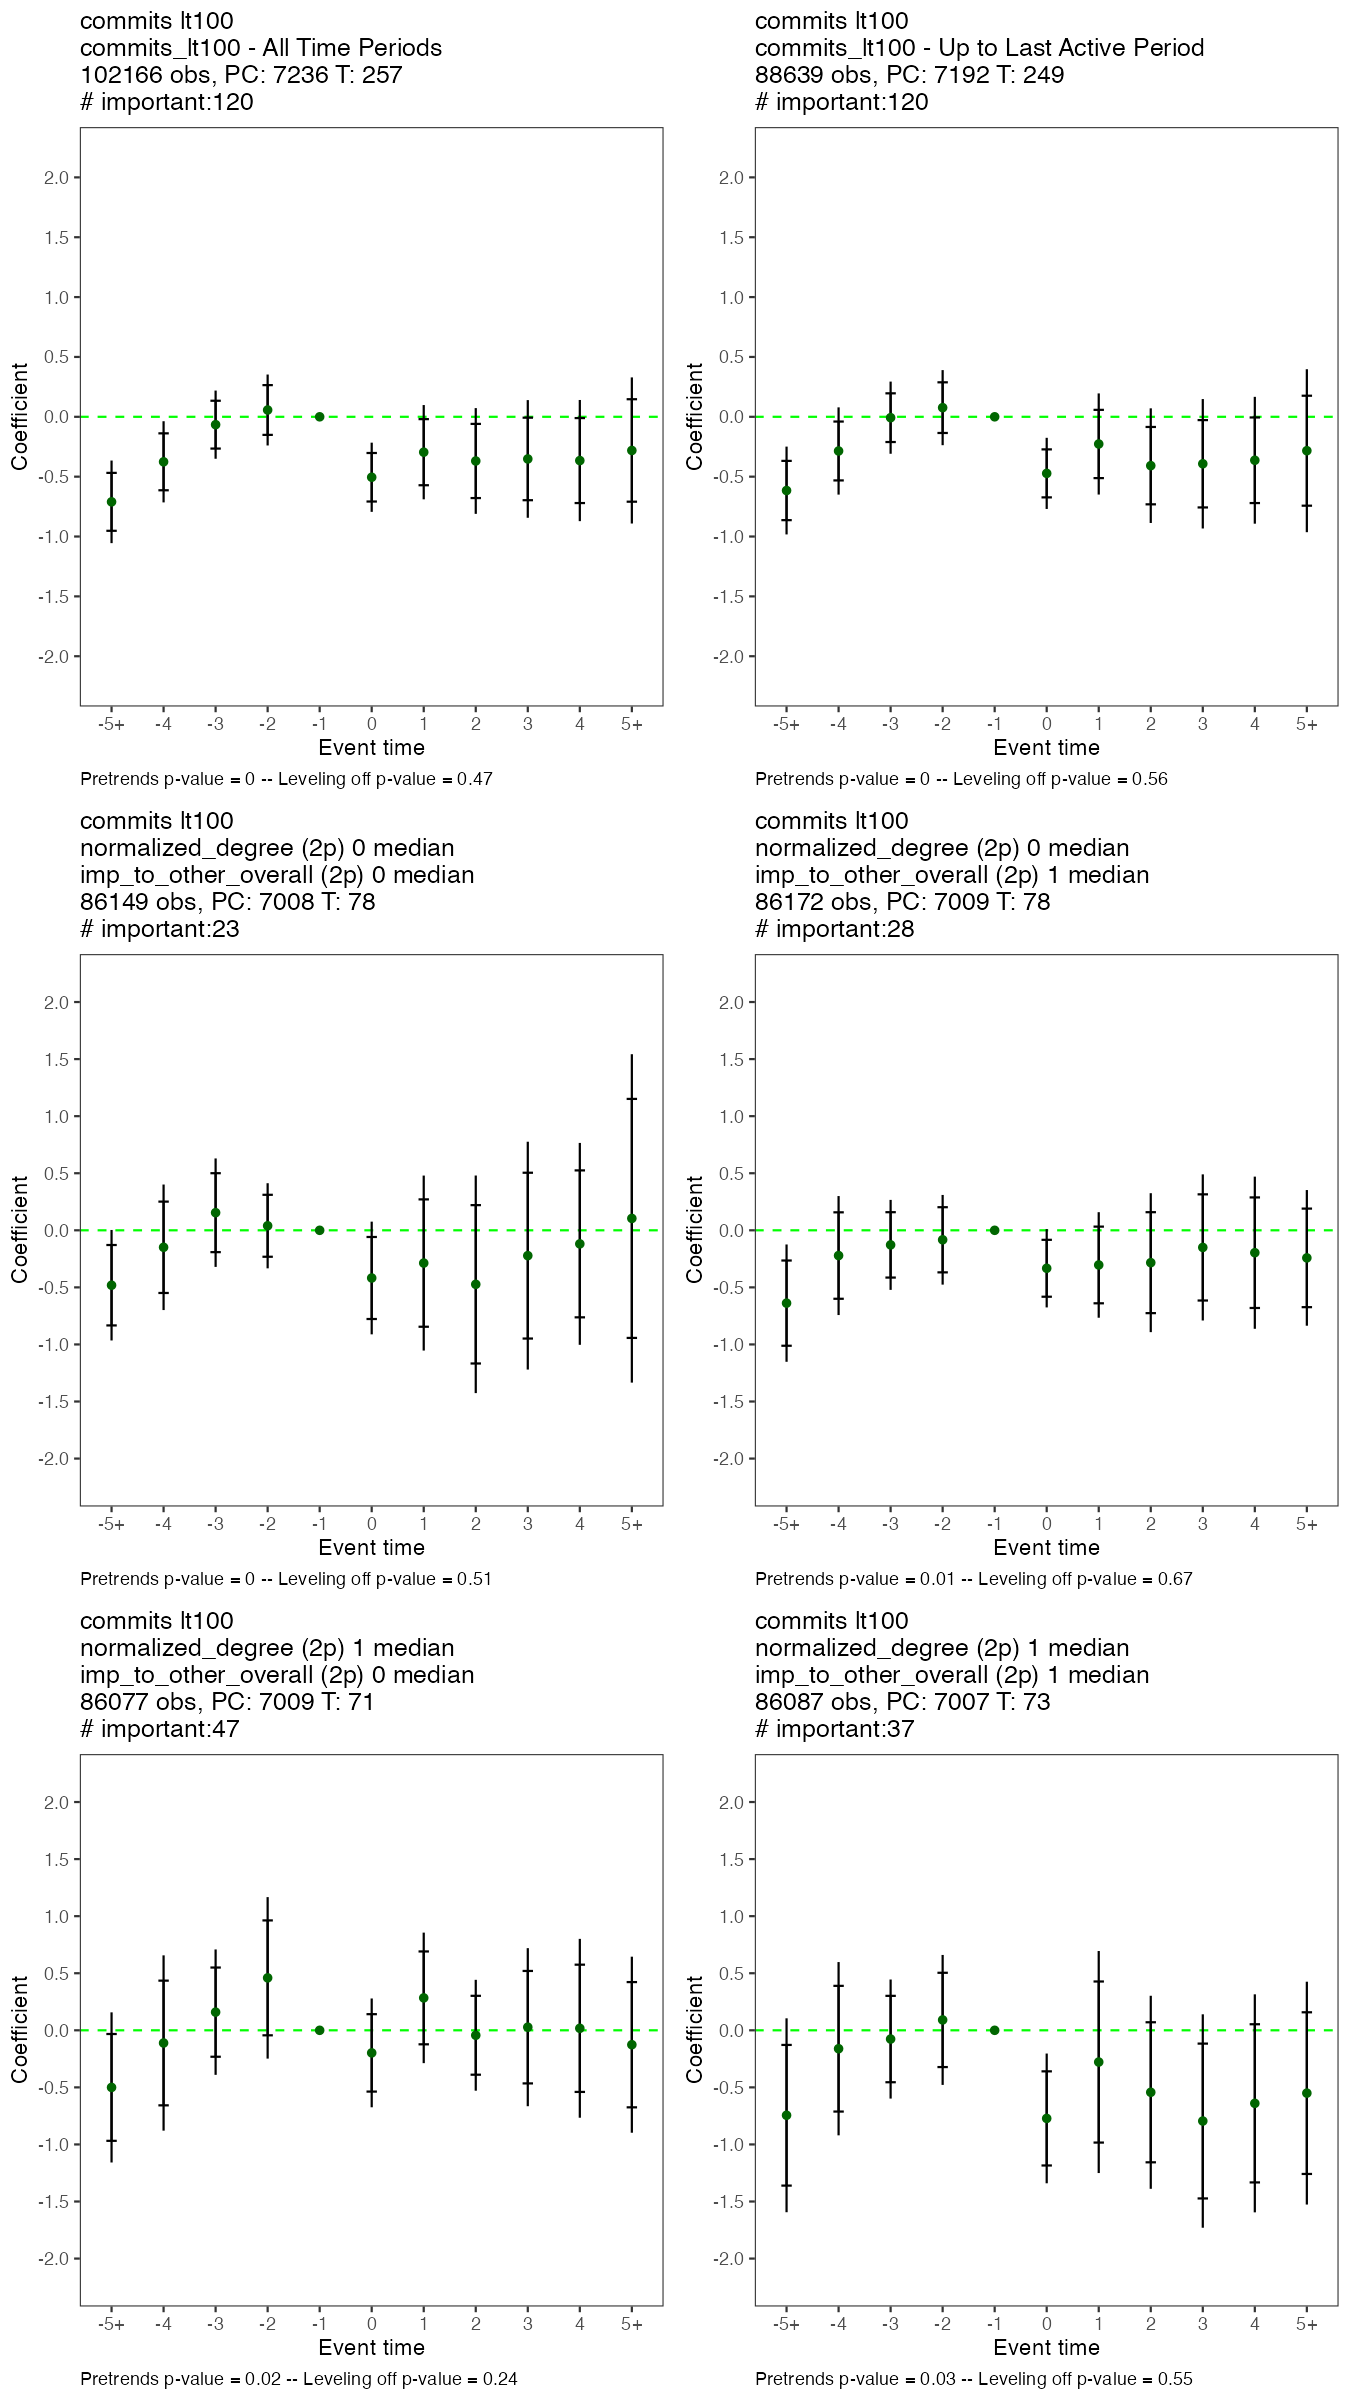 commits lt100
commits_lt100 - All Time Periods
102166 obs, PC: 7236 T: 257
# important:120
2.0
1.5
1.0
0.5
0.0
-0.5
-1.0
-1.5
-2.0
Coefficient
-5+ -4 -3 -2 -1 0 1 2 3 4 5+
Event time
Pretrends p-value = 0 -- Leveling off p-value = 0.47
commits lt100
commits_lt100 - Up to Last Active Period
88639 obs, PC: 7192 T: 249
# important:120
2.0
1.5
1.0
0.5
0.0
-0.5
-1.0
-1.5
-2.0
Coefficient
-5+ -4 -3 -2 -1 0 1 2 3 4 5+
Event time
Pretrends p-value = 0 -- Leveling off p-value = 0.56
commits lt100
normalized_degree (2p) 0 median
imp_to_other_overall (2p) 0 median
86149 obs, PC: 7008 T: 78
# important:23
2.0
1.5
1.0
0.5
0.0
-0.5
-1.0
-1.5
-2.0
Coefficient
-5+ -4 -3 -2 -1 0 1 2 3 4 5+
Event time
Pretrends p-value = 0 -- Leveling off p-value = 0.51
commits lt100
normalized_degree (2p) 0 median
imp_to_other_overall (2p) 1 median
86172 obs, PC: 7009 T: 78
# important:28
2.0
1.5
1.0
0.5
0.0
-0.5
-1.0
-1.5
-2.0
Coefficient
-5+ -4 -3 -2 -1 0 1 2 3 4 5+
Event time
Pretrends p-value = 0.01 -- Leveling off p-value = 0.67
commits lt100
normalized_degree (2p) 1 median
imp_to_other_overall (2p) 0 median
86077 obs, PC: 7009 T: 71
# important:47
2.0
1.5
1.0
0.5
0.0
-0.5
-1.0
-1.5
-2.0
Coefficient
-5+ -4 -3 -2 -1 0 1 2 3 4 5+
Event time
Pretrends p-value = 0.02 -- Leveling off p-value = 0.24
commits lt100
normalized_degree (2p) 1 median
imp_to_other_overall (2p) 1 median
86087 obs, PC: 7007 T: 73
# important:37
2.0
1.5
1.0
0.5
0.0
-0.5
-1.0
-1.5
-2.0
Coefficient
-5+ -4 -3 -2 -1 0 1 2 3 4 5+
Event time
Pretrends p-value = 0.03 -- Leveling off p-value = 0.55